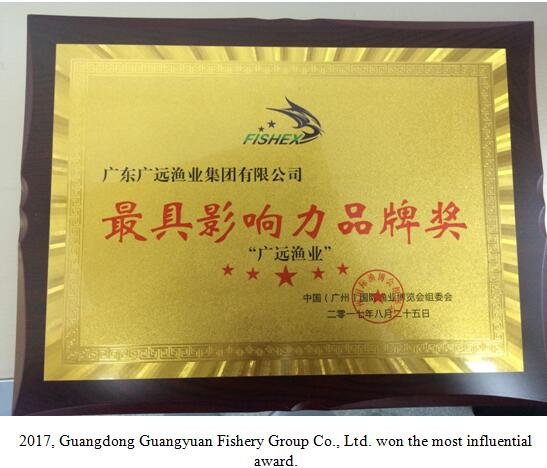 FISHEX
广东广远渔业集团有限公司
最具影响力品牌奖
“广远渔业”
中国（广州）国际渔业博览会组委会
二零一七年八月二十五日
2017, Guangdong Guangyuan Fishery Group Co., Ltd. won the most influential
award.